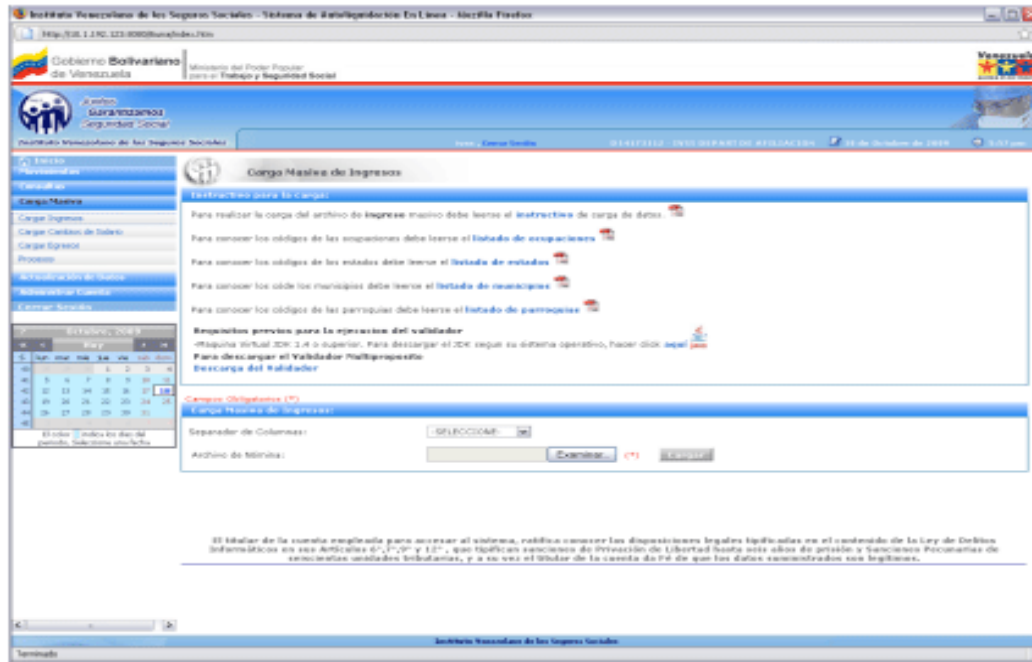 Instituto Venezolano de los Seguros Sociales - Sistema de Autoliquidación En Linea - Mozilla Firefox
Gobierno Bolivariano
de Venezuela
Ministerio del Poder Popular
para el Trabajo y Seguridad Social
Venezuela
Juntos
Garantizamos
Seguridad Social
Instituto Venezolano de los Seguros Sociales
Cerrar Sesión
Inicio
Movimientos
Consultas
Carga Masiva
Cargar Ingresos
Cargar Cambios de Salario
Cargar Egresos
Procesos
Actualización de Datos
Administrar Cuenta
Cerrar Sesión
Octubre, 2009
Hoy
El color indica los días del
periodo. Seleccione una fecha
Carga Masiva de Ingresos
Instructivo para la carga:
Para realizar la carga del archivo de ingreso masivo debe leerse el instructivo de carga de datos.
Para conocer los códigos de las ocupaciones debe leerse el listado de ocupaciones
Para conocer los códigos de los estados debe leerse el listado de estados
Para conocer los códe los municipios debe leerse el listado de municipios
Para conocer los códigos de las parroquias debe leerse el listado de parroquias
Requisitos previos para la ejecucion del validador
-Maquina Virtual JDK 1.4 o superior. Para descargar el JDK segun su sistema operativo, hacer click aquí
Para descargar el Validador Multiproposito
Descarga del Validador
Campos Obligatorios (*)
Carga Masiva de Ingresos:
Separador de Columnas:
-SELECCIONE-
Archivo de Nómina:
Examinar...
(*)
Cargar
El titular de la cuenta empleada para accesar al sistema, ratifica conocer las disposiciones legales tipificadas en el contenido de la Ley de Delitos
Informáticos en sus Artículos 6°,7°,9° y 12° , que tipifican sanciones de Privación de Libertad hasta seis años de prisión y Sanciones Pecunarias de
seiscientas unidades tributarias, y a su vez el titular de la cuenta da Fé de que los datos suministrados son legítimos.
Instituto Venezolano de los Seguros Sociales
Terminado